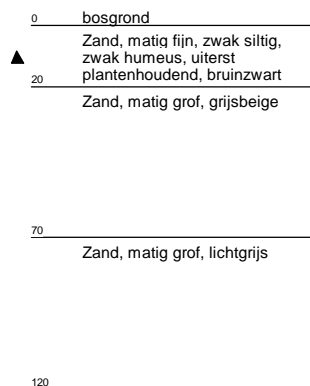 0 bosgrond
Zand, matig fijn, zwak siltig,
zwak humeus, uiterst
20 plantenhoudend, bruinzwart
Zand, matig grof, grijsbeige
70
Zand, matig grof, lichtgrijs
120